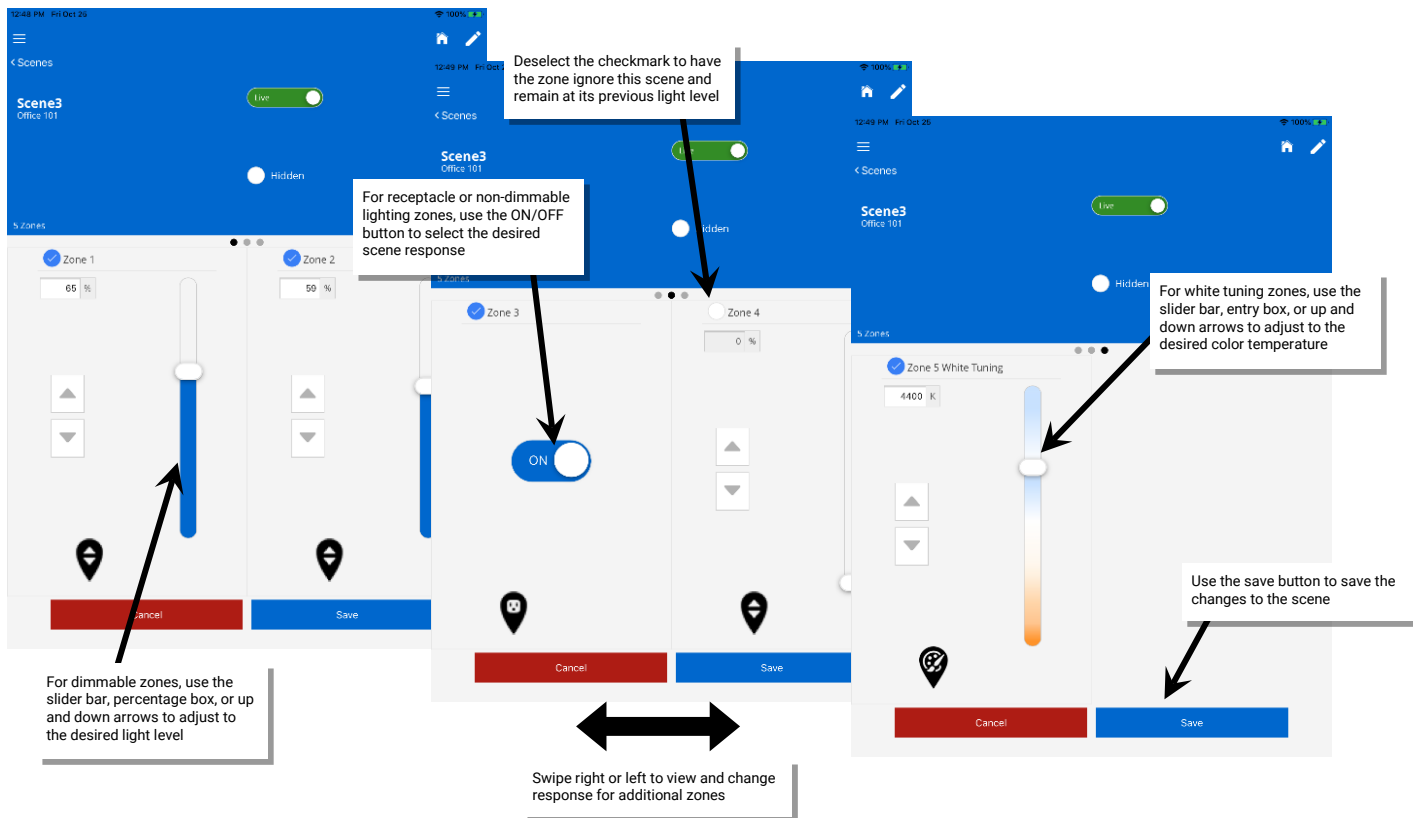 12:48 PM Fri Oct 25
100%
< Scenes
Scene3
Office 101
Live
Hidden
5 Zones
Zone 1
65 %
Zone 2
59 %
Cancel
Save
For dimmable zones, use the
slider bar, percentage box, or up
and down arrows to adjust to
the desired light level
12:49 PM Fri Oct
< Scenes
Scene3
Office 101
Hidden
5 Zones
Deselect the checkmark to have
the zone ignore this scene and
remain at its previous light level
For receptacle or non-dimmable
lighting zones, use the ON/OFF
button to select the desired
scene response
100%
Zone 3
ON
Zone 4
0 %
Cancel
Save
Swipe right or left to view and change
response for additional zones
12:49 PM Fri Oct 25
100%
< Scenes
Scene3
Office 101
Live
Hidden
5 Zones
For white tuning zones, use the
slider bar, entry box, or up and
down arrows to adjust to the
desired color temperature
Zone 5 White Tuning
4400 K
Use the save button to save the
changes to the scene
Cancel
Save